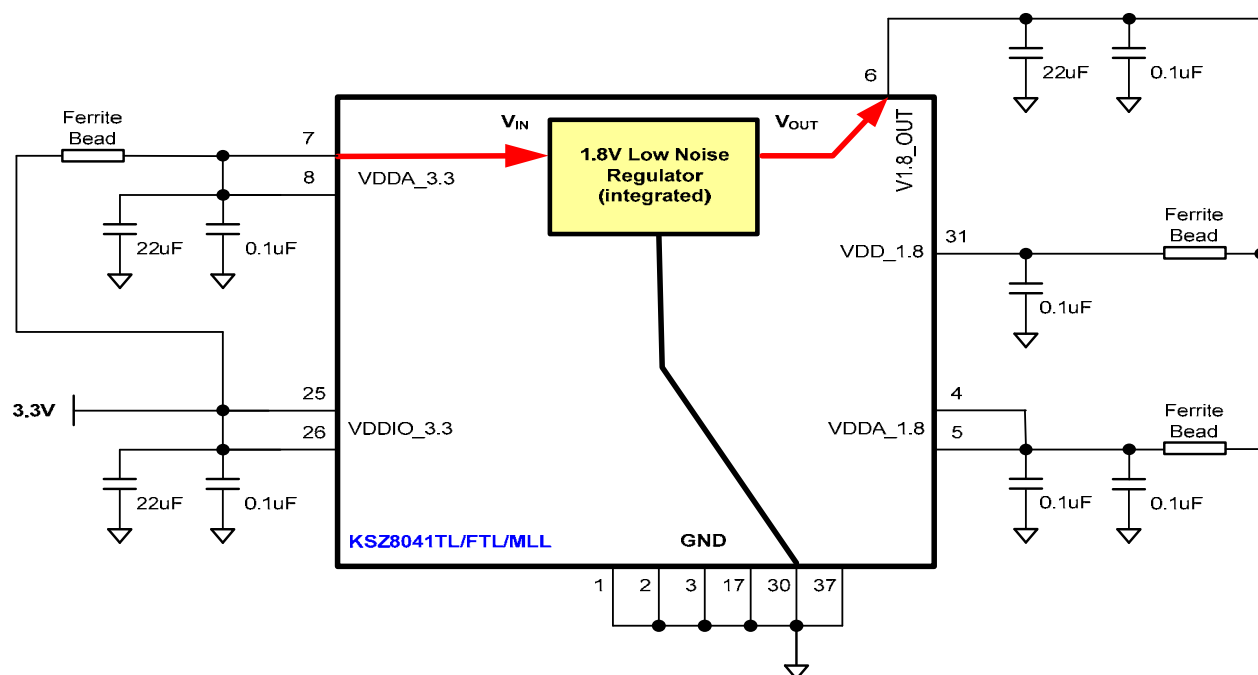 6
22uF
0.1uF
Ferrite
Bead
7
VIN
VOUT
V1.8_OUT
1.8V Low Noise
Regulator
(integrated)
8
VDDA_3.3
22uF
0.1uF
31
VDD_1.8
Ferrite
Bead
0.1uF
3.3V
25
26
VDDIO_3.3
22uF
0.1uF
4
5
VDDA_1.8
Ferrite
Bead
0.1uF
0.1uF
KSZ8041TL/FTL/MLL
GND
1
2
3
17
30
37